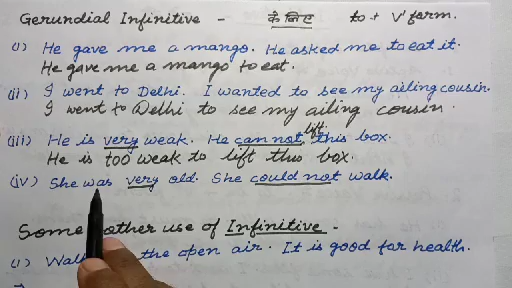 Gerundial Infinitive - के लिए to + V¹ form.
(i) He gave me a mango. He asked me to eat it.
He gave me a mango to eat.
(ii) I went to Delhi. I wanted to see my ailing cousin.
I went to Delhi to see my ailing cousin.
(iii) He is very weak. He can not lift this box.
He is too weak to lift this box.
(iv) She was very old. She could not walk.
Some other use of Infinitive -
(i) Walk the open air. It is good for health.